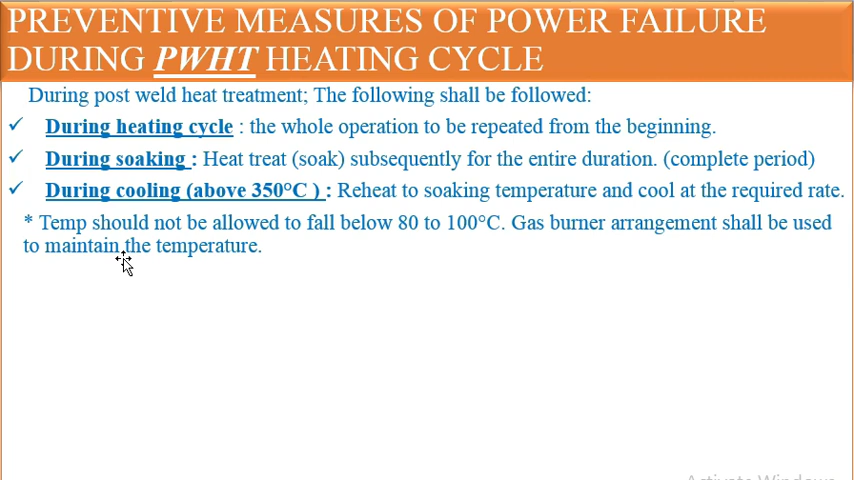 PREVENTIVE MEASURES OF POWER FAILURE
DURING PWHT HEATING CYCLE
During post weld heat treatment; The following shall be followed:
✓ During heating cycle : the whole operation to be repeated from the beginning.
✓ During soaking : Heat treat (soak) subsequently for the entire duration. (complete period)
✓ During cooling (above 350°C ) : Reheat to soaking temperature and cool at the required rate.
* Temp should not be allowed to fall below 80 to 100°C. Gas burner arrangement shall be used
to maintain the temperature.
Activate Windows